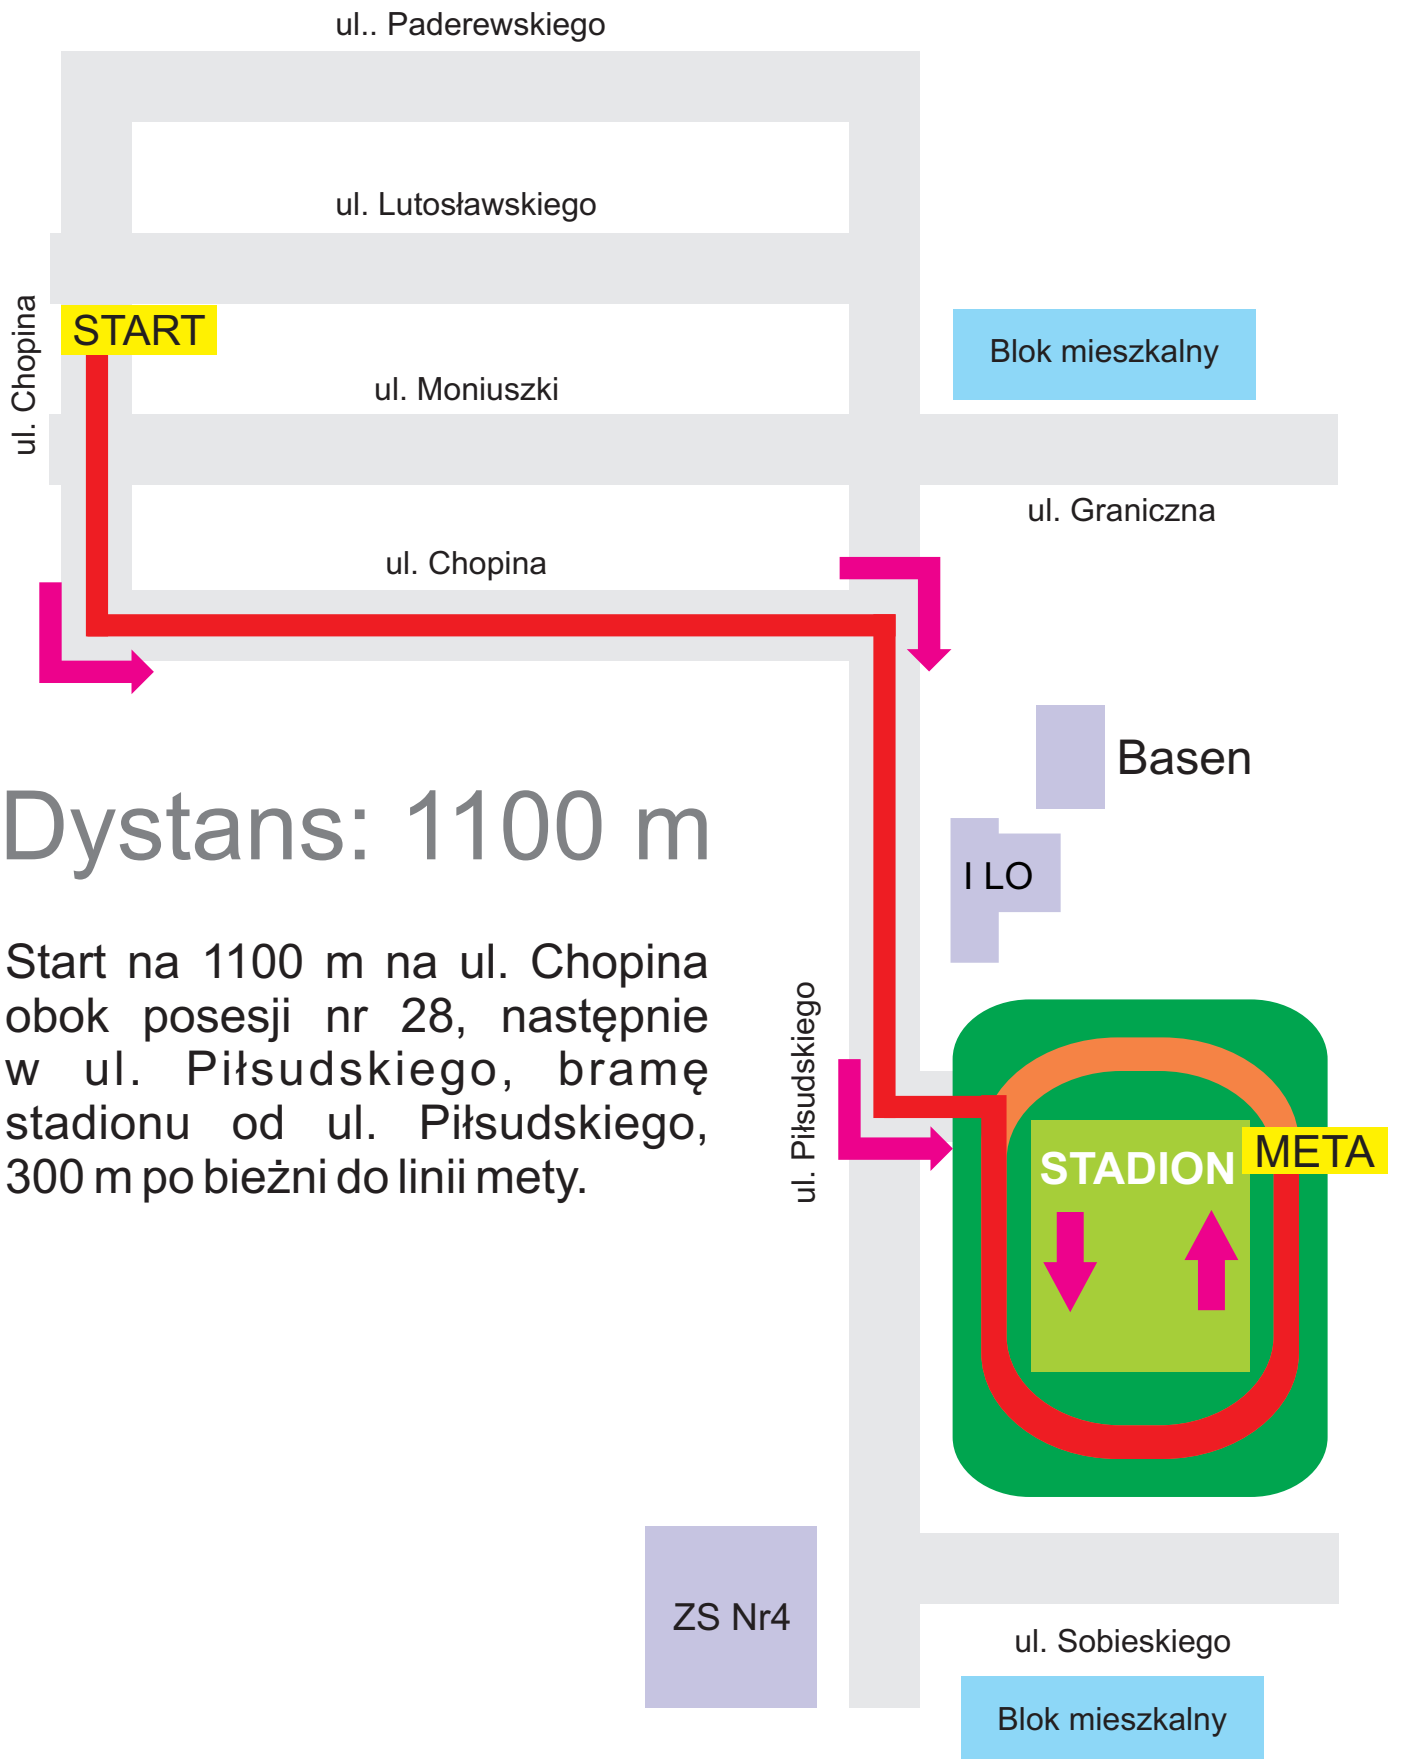 ul.. Paderewskiego
ul. Lutosławskiego
ul. Chopina
START
Blok mieszkalny
ul. Moniuszki
ul. Graniczna
ul. Chopina
Basen
Dystans: 1100 m
I LO
Start na 1100 m na ul. Chopina
obok posesji nr 28, następnie
w ul. Piłsudskiego, bramę
stadionu od ul. Piłsudskiego,
300 m po bieżni do linii mety.
ul. Piłsudskiego
STADION
META
ZS Nr4
ul. Sobieskiego
Blok mieszkalny